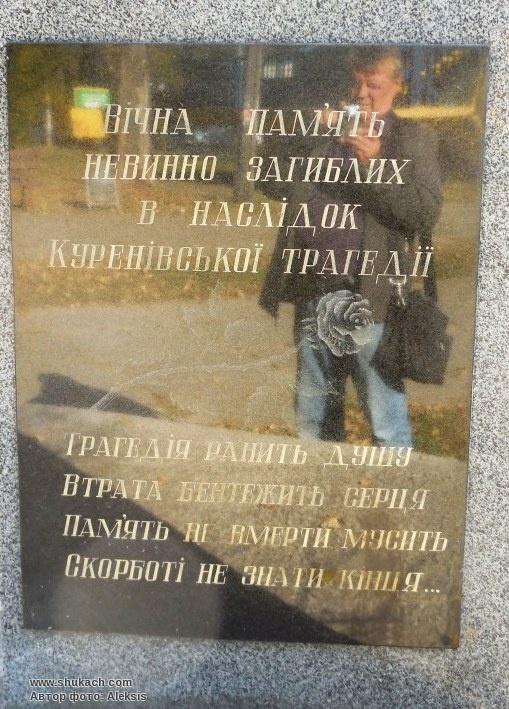 Вічна пам'ять
невинно загиблих
в наслідок
Куренівської трагедії
Трагедія ранить душу
Втрата бентежить серця
Пам'ять не вмерти мусить
Скорботі не знати кінця...
www.shukach.com
Автор фото: Aleksis